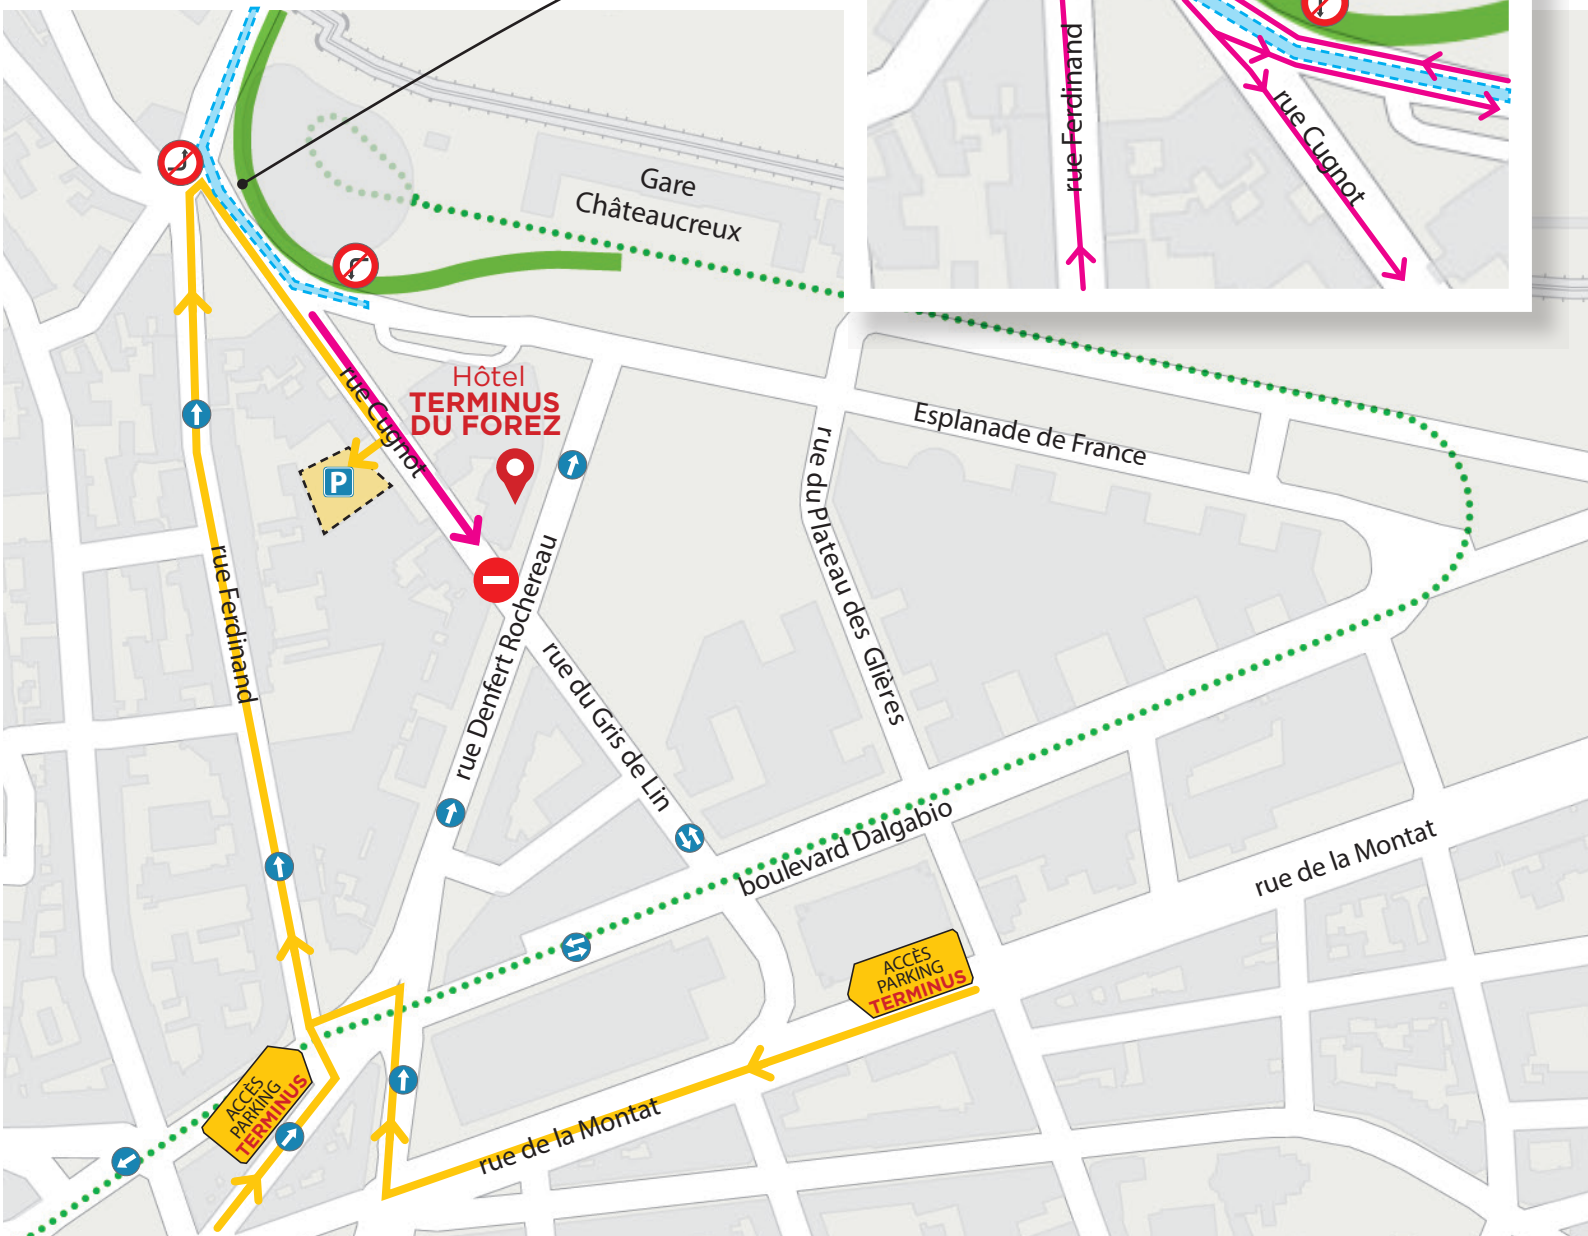 rue Ferdinand
rue Cugnot
Gare
Châteaucreux
Hôtel
TERMINUS
DU FOREZ
rue Cugnot
P
Esplanade de France
rue du Plateau des Glières
rue Ferdinand
rue Denfert Rochereau
rue du Gris de Lin
boulevard Dalgabio
rue de la Montat
ACCÈS
PARKING
TERMINUS
ACCÈS
PARKING
TERMINUS
rue de la Montat